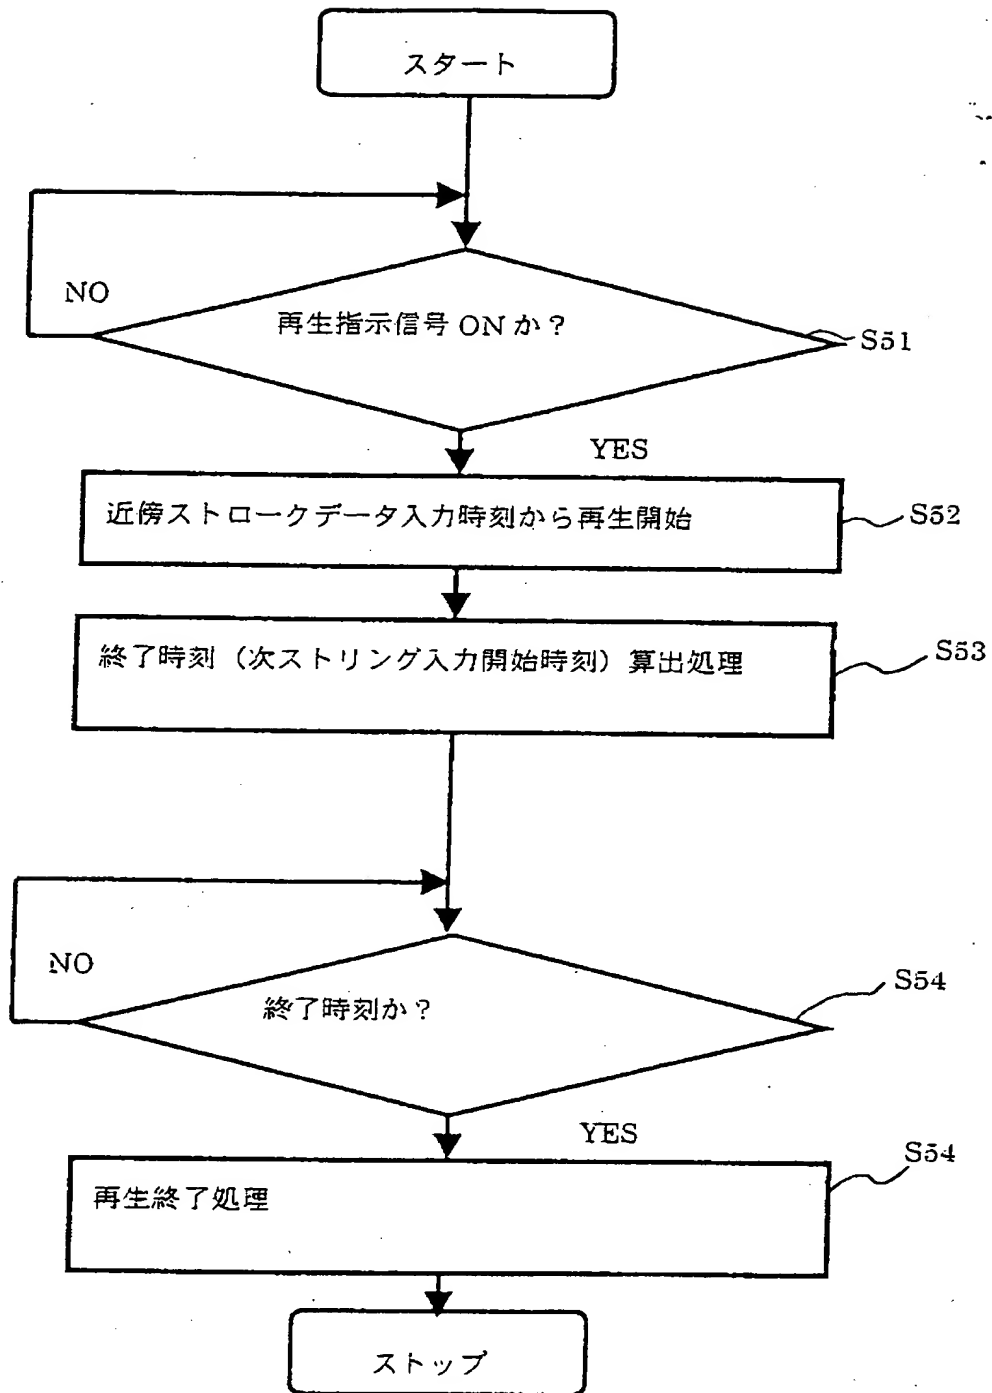 スタート
NO
再生指示信号 ON か？
S51
YES
近傍ストロークデータ入力時刻から再生開始
S52
終了時刻（次ストリング入力開始時刻）算出処理
S53
NO
終了時刻か？
S54
YES
再生終了処理
S54
ストップ